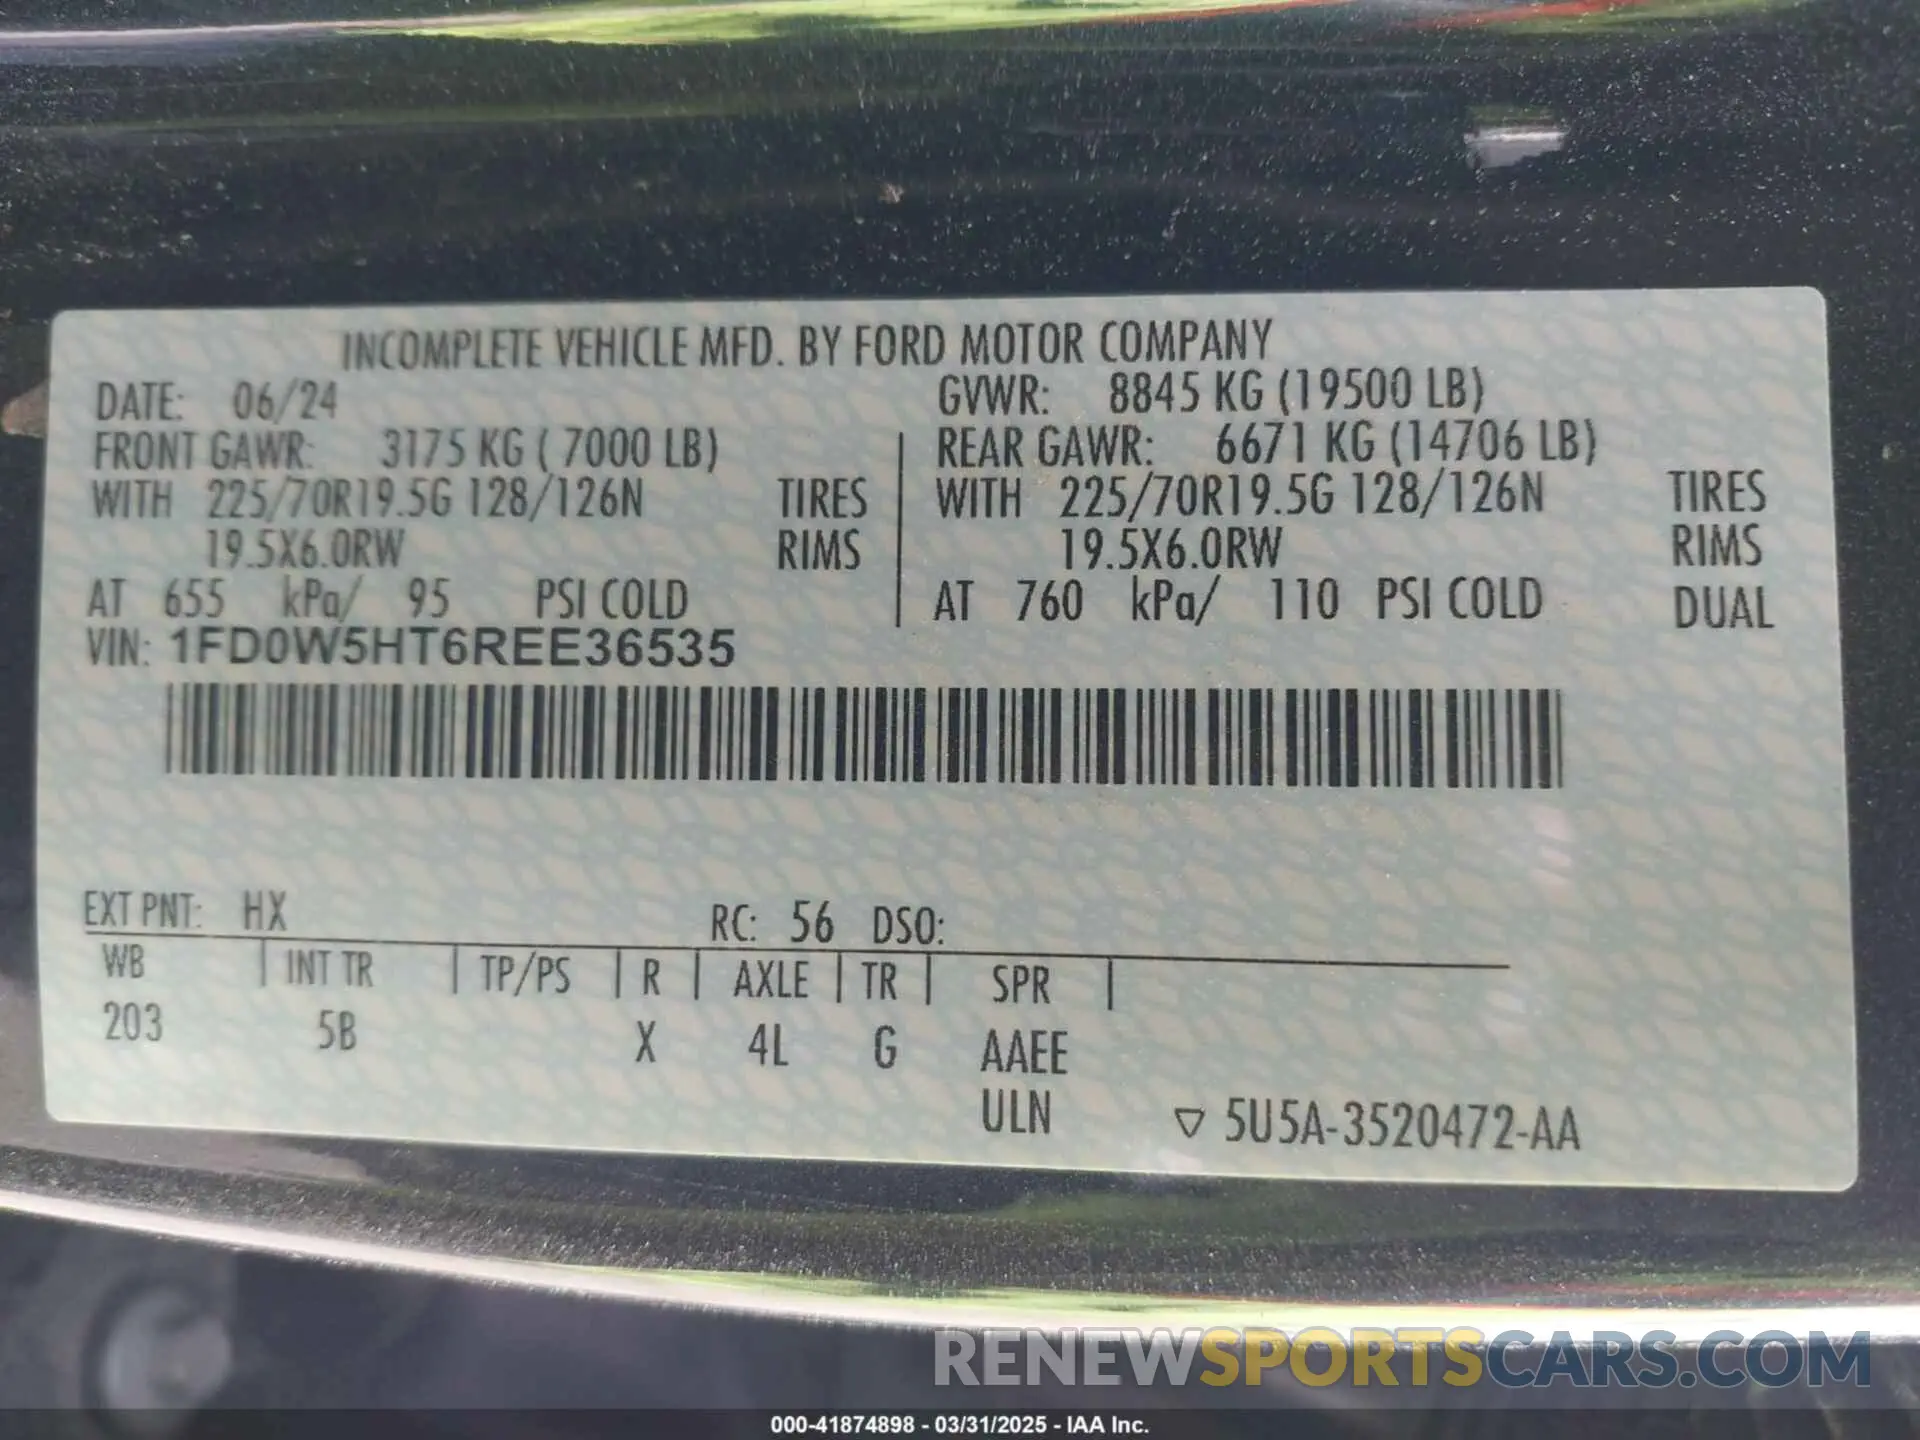 INCOMPLETE VEHICLE MFD. BY FORD MOTOR COMPANY
DATE: 06/24 GVWR: 8845 KG (19500 LB)
FRONT GAWR: 3175 KG ( 7000 LB) REAR GAWR: 6671 KG (14706 LB)
WITH 225/70R19.5G 128/126N TIRES WITH 225/70R19.5G 128/126N TIRES
19.5X6.0RW RIMS 19.5X6.0RW RIMS
AT 655 kPa/ 95 PSI COLD AT 760 kPa/ 110 PSI COLD DUAL
VIN: 1FD0W5HT6REE36535
EXT PNT: HX RC: 56 DSO:
WB INT TR TP/PS R AXLE TR SPR
203 5B X 4L G AAEE
ULN ▽ 5U5A-3520472-AA
RENEWSPORTSCARS.COM
000-41874898 - 03/31/2025 - IAA Inc.